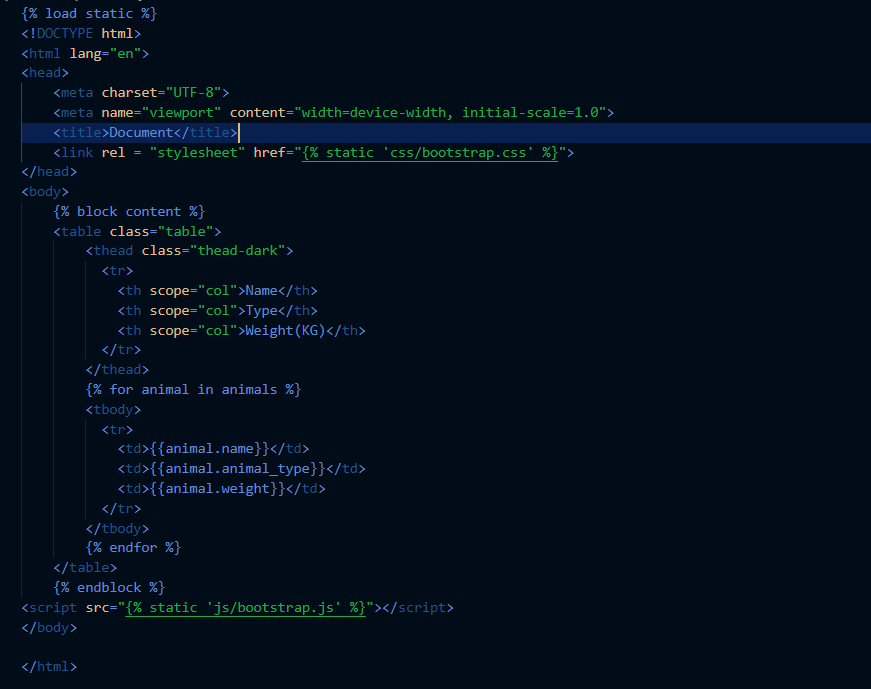 {% load static %}
<!DOCTYPE html>
<html lang="en">
<head>
    <meta charset="UTF-8">
    <meta name="viewport" content="width=device-width, initial-scale=1.0">
    <title>Document</title>
    <link rel = "stylesheet" href="{% static 'css/bootstrap.css' %}">
</head>
<body>
    {% block content %}
    <table class="table">
        <thead class="thead-dark">
          <tr>
            <th scope="col">Name</th>
            <th scope="col">Type</th>
            <th scope="col">Weight(KG)</th>
          </tr>
        </thead>
        {% for animal in animals %}
        <tbody>
          <tr>
            <td>{{animal.name}}</td>
            <td>{{animal.animal_type}}</td>
            <td>{{animal.weight}}</td>
          </tr>
        </tbody>
        {% endfor %}
    </table>
    {% endblock %}
<script src="{% static 'js/bootstrap.js' %}"></script>
</body>

</html>